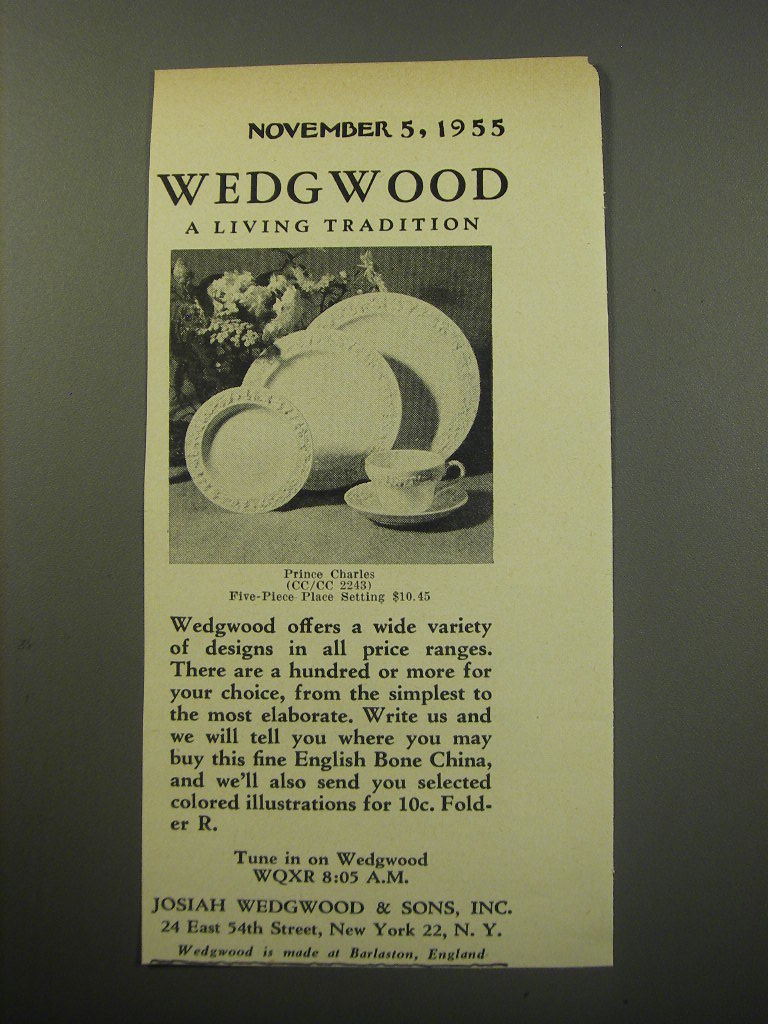 NOVEMBER 5, 1955
WEDGWOOD
A LIVING TRADITION
Prince Charles
(CC/CC 2243)
Five-Piece Place Setting $10.45
Wedgwood offers a wide variety
of designs in all price ranges.
There are a hundred or more for
your choice, from the simplest to
the most elaborate. Write us and
we will tell you where you may
buy this fine English Bone China,
and we'll also send you selected
colored illustrations for 10c. Fold-
er R.
Tune in on Wedgwood
WQXR 8:05 A.M.
JOSIAH WEDGWOOD & SONS, INC.
24 East 54th Street, New York 22, N. Y.
Wedgwood is made at Barlaston, England